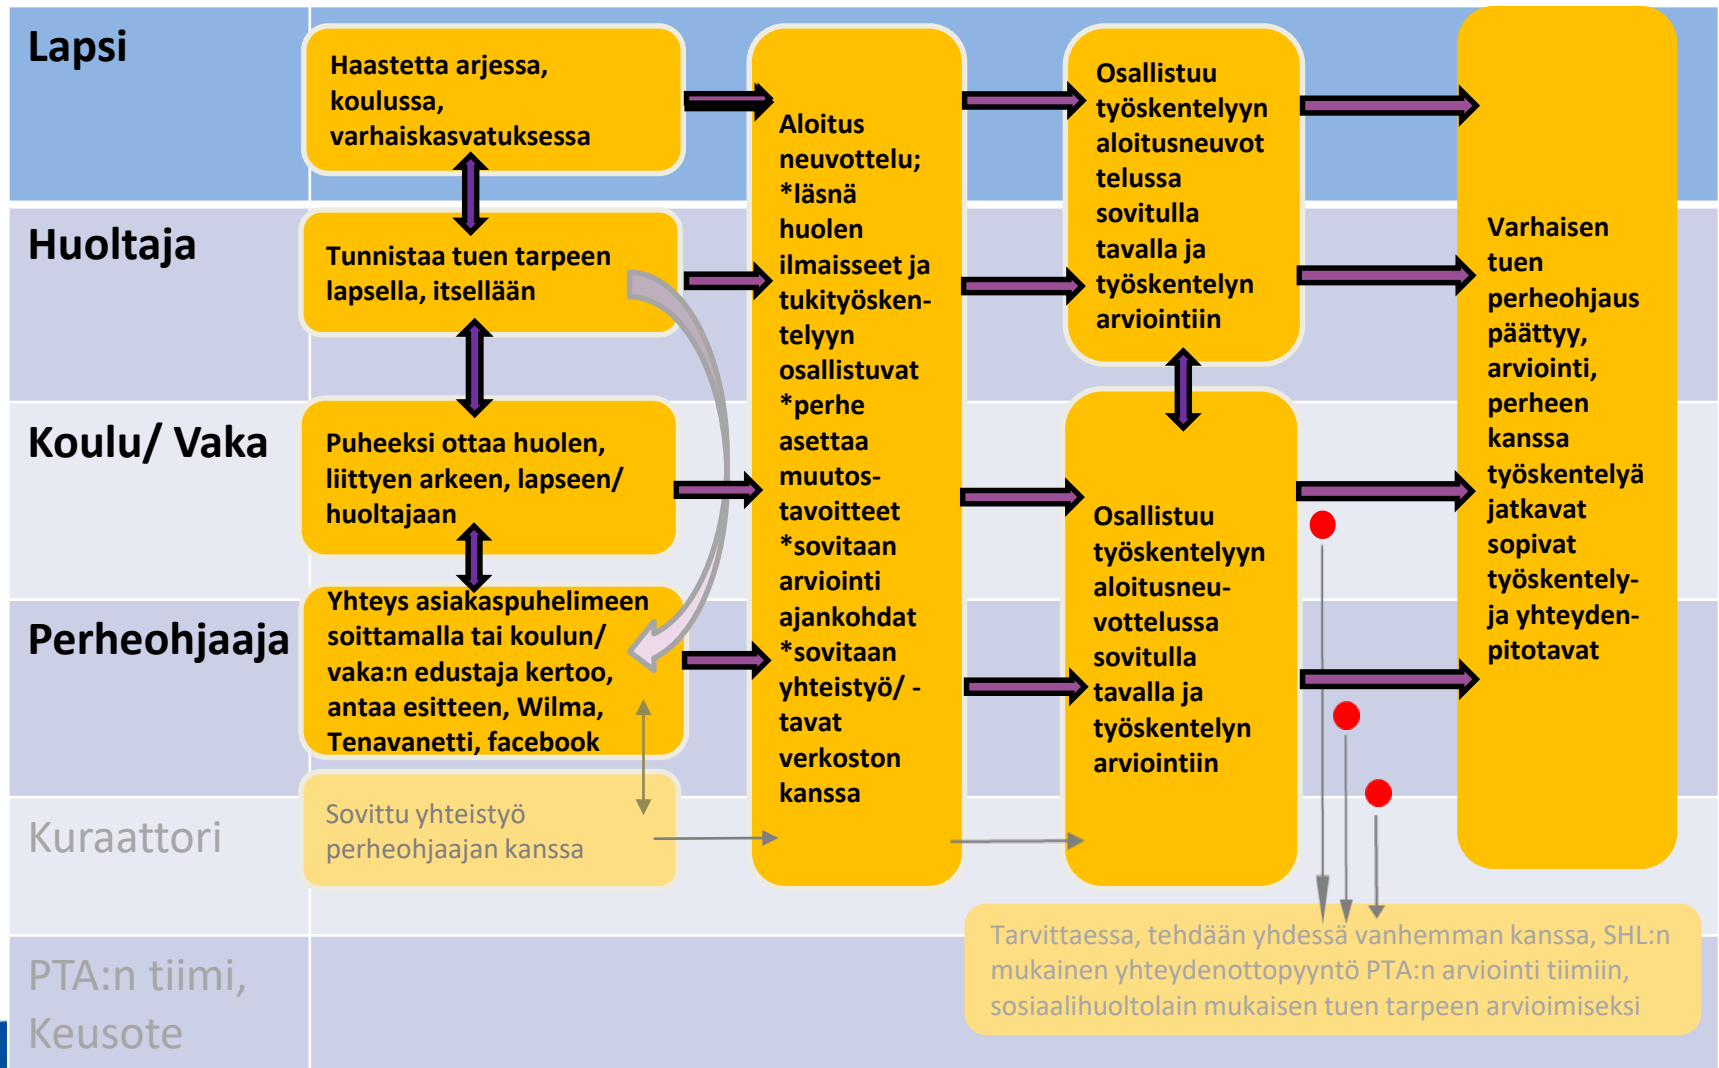 Lapsi
Haastetta arjessa,
koulussa,
varhaiskasvatuksessa
Huoltaja
Tunnistaa tuen tarpeen
lapsella, itsellään
Koulu/ Vaka
Puheeksi ottaa huolen,
liittyen arkeen, lapseen/
huoltajaan
Perheohjaaja
Yhteys asiakaspuhelimeen
soittamalla tai koulun/
vaka:n edustaja kertoo,
antaa esitteen, Wilma,
Tenavanetti, facebook
Kuraattori
Sovittu yhteistyö
perheohjaajan kanssa
PTA:n tiimi,
Keusote
Aloitus
neuvottelu;
*läsnä
huolen
ilmaisseet ja
tukityösken-
telyyn
osallistuvat
*perhe
asettaa
muutos-
tavoitteet
*sovitaan
arviointi
ajankohdat
*sovitaan
yhteistyö/ -
tavat
verkoston
kanssa
Osallistuu
työskentelyyn
aloitusneuvot
telussa
sovitulla
tavalla ja
työskentelyn
arviointiin
Osallistuu
työskentelyyn
aloitusneu-
vottelussa
sovitulla
tavalla ja
työskentelyn
arviointiin
Varhaisen
tuen
perheohjaus
päättyy,
arviointi,
perheen
kanssa
työskentelyä
jatkavat
sopivat
työskentely-
ja yhteyden-
pitotavat
Tarvittaessa, tehdään yhdessä vanhemman kanssa, SHL:n
mukainen yhteydenottopyyntö PTA:n arviointi tiimiin,
sosiaalihuoltolain mukaisen tuen tarpeen arvioimiseksi